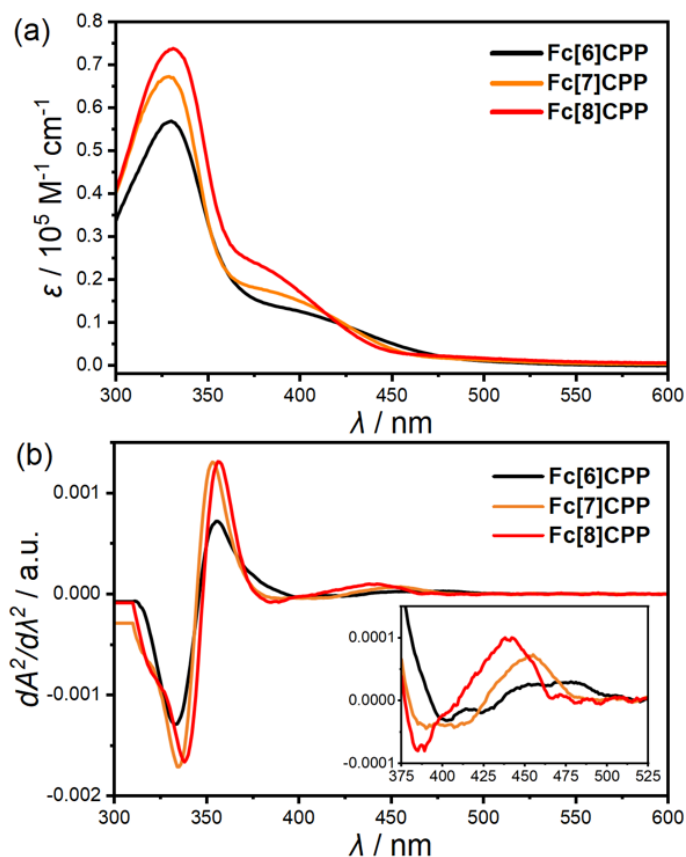 (a)
0.8
0.7
0.6
0.5
0.4
0.3
0.2
0.1
0.0
ε / 10⁵ M⁻¹ cm⁻¹
Fc[6]CPP
Fc[7]CPP
Fc[8]CPP
300 350 400 450 500 550 600
λ / nm
(b)
0.001
0.000
-0.001
-0.002
dA²/dλ² / a.u.
Fc[6]CPP
Fc[7]CPP
Fc[8]CPP
0.0001
0.0000
-0.0001
375 400 425 450 475 500 525
300 350 400 450 500 550 600
λ / nm